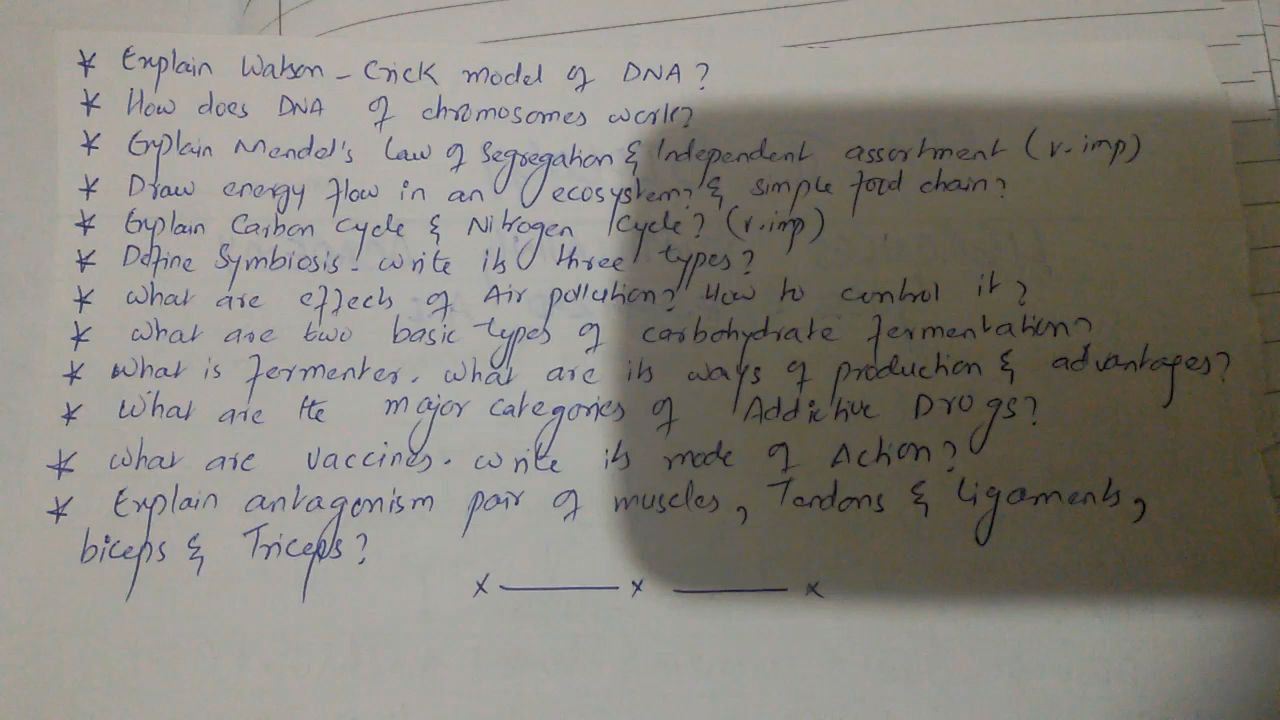 * Explain Watson - Crick model of DNA?
* How does DNA of chromosomes work?
* Explain Mendel's Law of Segregation & Independent assortment (v.imp)
* Draw energy flow in an ecosystem? & simple food chain?
* Explain Carbon Cycle & Nitrogen Cycle? (v.imp)
* Define Symbiosis. write its three types?
* What are effects of Air pollution? How to control it?
* What are two basic types of carbohydrate fermentation?
* What is fermenter. What are its ways of production & advantages?
* What are the major categories of Addictive Drogs?
* What are vaccines. write its mode of Action?
* Explain antagonism pair of muscles, Tendons & ligaments,
biceps & Triceps?
x ——— x ——— x